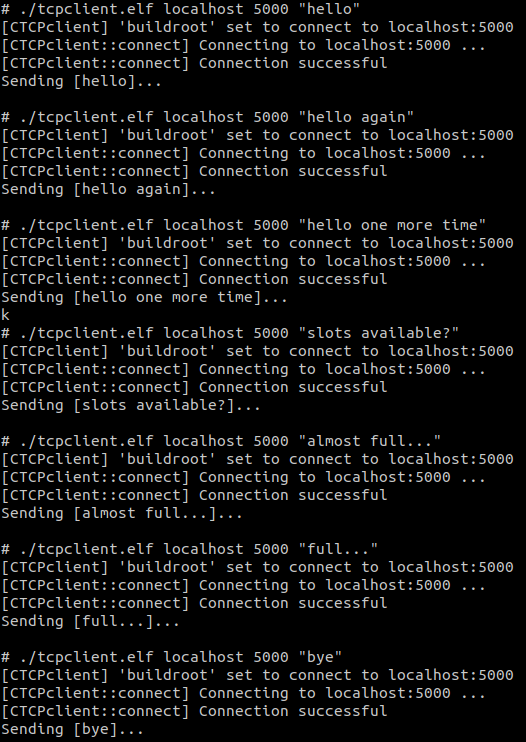 # ./tcpclient.elf localhost 5000 "hello"
[CTCPclient] 'buildroot' set to connect to localhost:5000
[CTCPclient::connect] Connecting to localhost:5000 ...
[CTCPclient::connect] Connection successful
Sending [hello]...

# ./tcpclient.elf localhost 5000 "hello again"
[CTCPclient] 'buildroot' set to connect to localhost:5000
[CTCPclient::connect] Connecting to localhost:5000 ...
[CTCPclient::connect] Connection successful
Sending [hello again]...

# ./tcpclient.elf localhost 5000 "hello one more time"
[CTCPclient] 'buildroot' set to connect to localhost:5000
[CTCPclient::connect] Connecting to localhost:5000 ...
[CTCPclient::connect] Connection successful
Sending [hello one more time]...
k
# ./tcpclient.elf localhost 5000 "slots available?"
[CTCPclient] 'buildroot' set to connect to localhost:5000
[CTCPclient::connect] Connecting to localhost:5000 ...
[CTCPclient::connect] Connection successful
Sending [slots available?]...

# ./tcpclient.elf localhost 5000 "almost full..."
[CTCPclient] 'buildroot' set to connect to localhost:5000
[CTCPclient::connect] Connecting to localhost:5000 ...
[CTCPclient::connect] Connection successful
Sending [almost full...]...

# ./tcpclient.elf localhost 5000 "full..."
[CTCPclient] 'buildroot' set to connect to localhost:5000
[CTCPclient::connect] Connecting to localhost:5000 ...
[CTCPclient::connect] Connection successful
Sending [full...]...

# ./tcpclient.elf localhost 5000 "bye"
[CTCPclient] 'buildroot' set to connect to localhost:5000
[CTCPclient::connect] Connecting to localhost:5000 ...
[CTCPclient::connect] Connection successful
Sending [bye]...